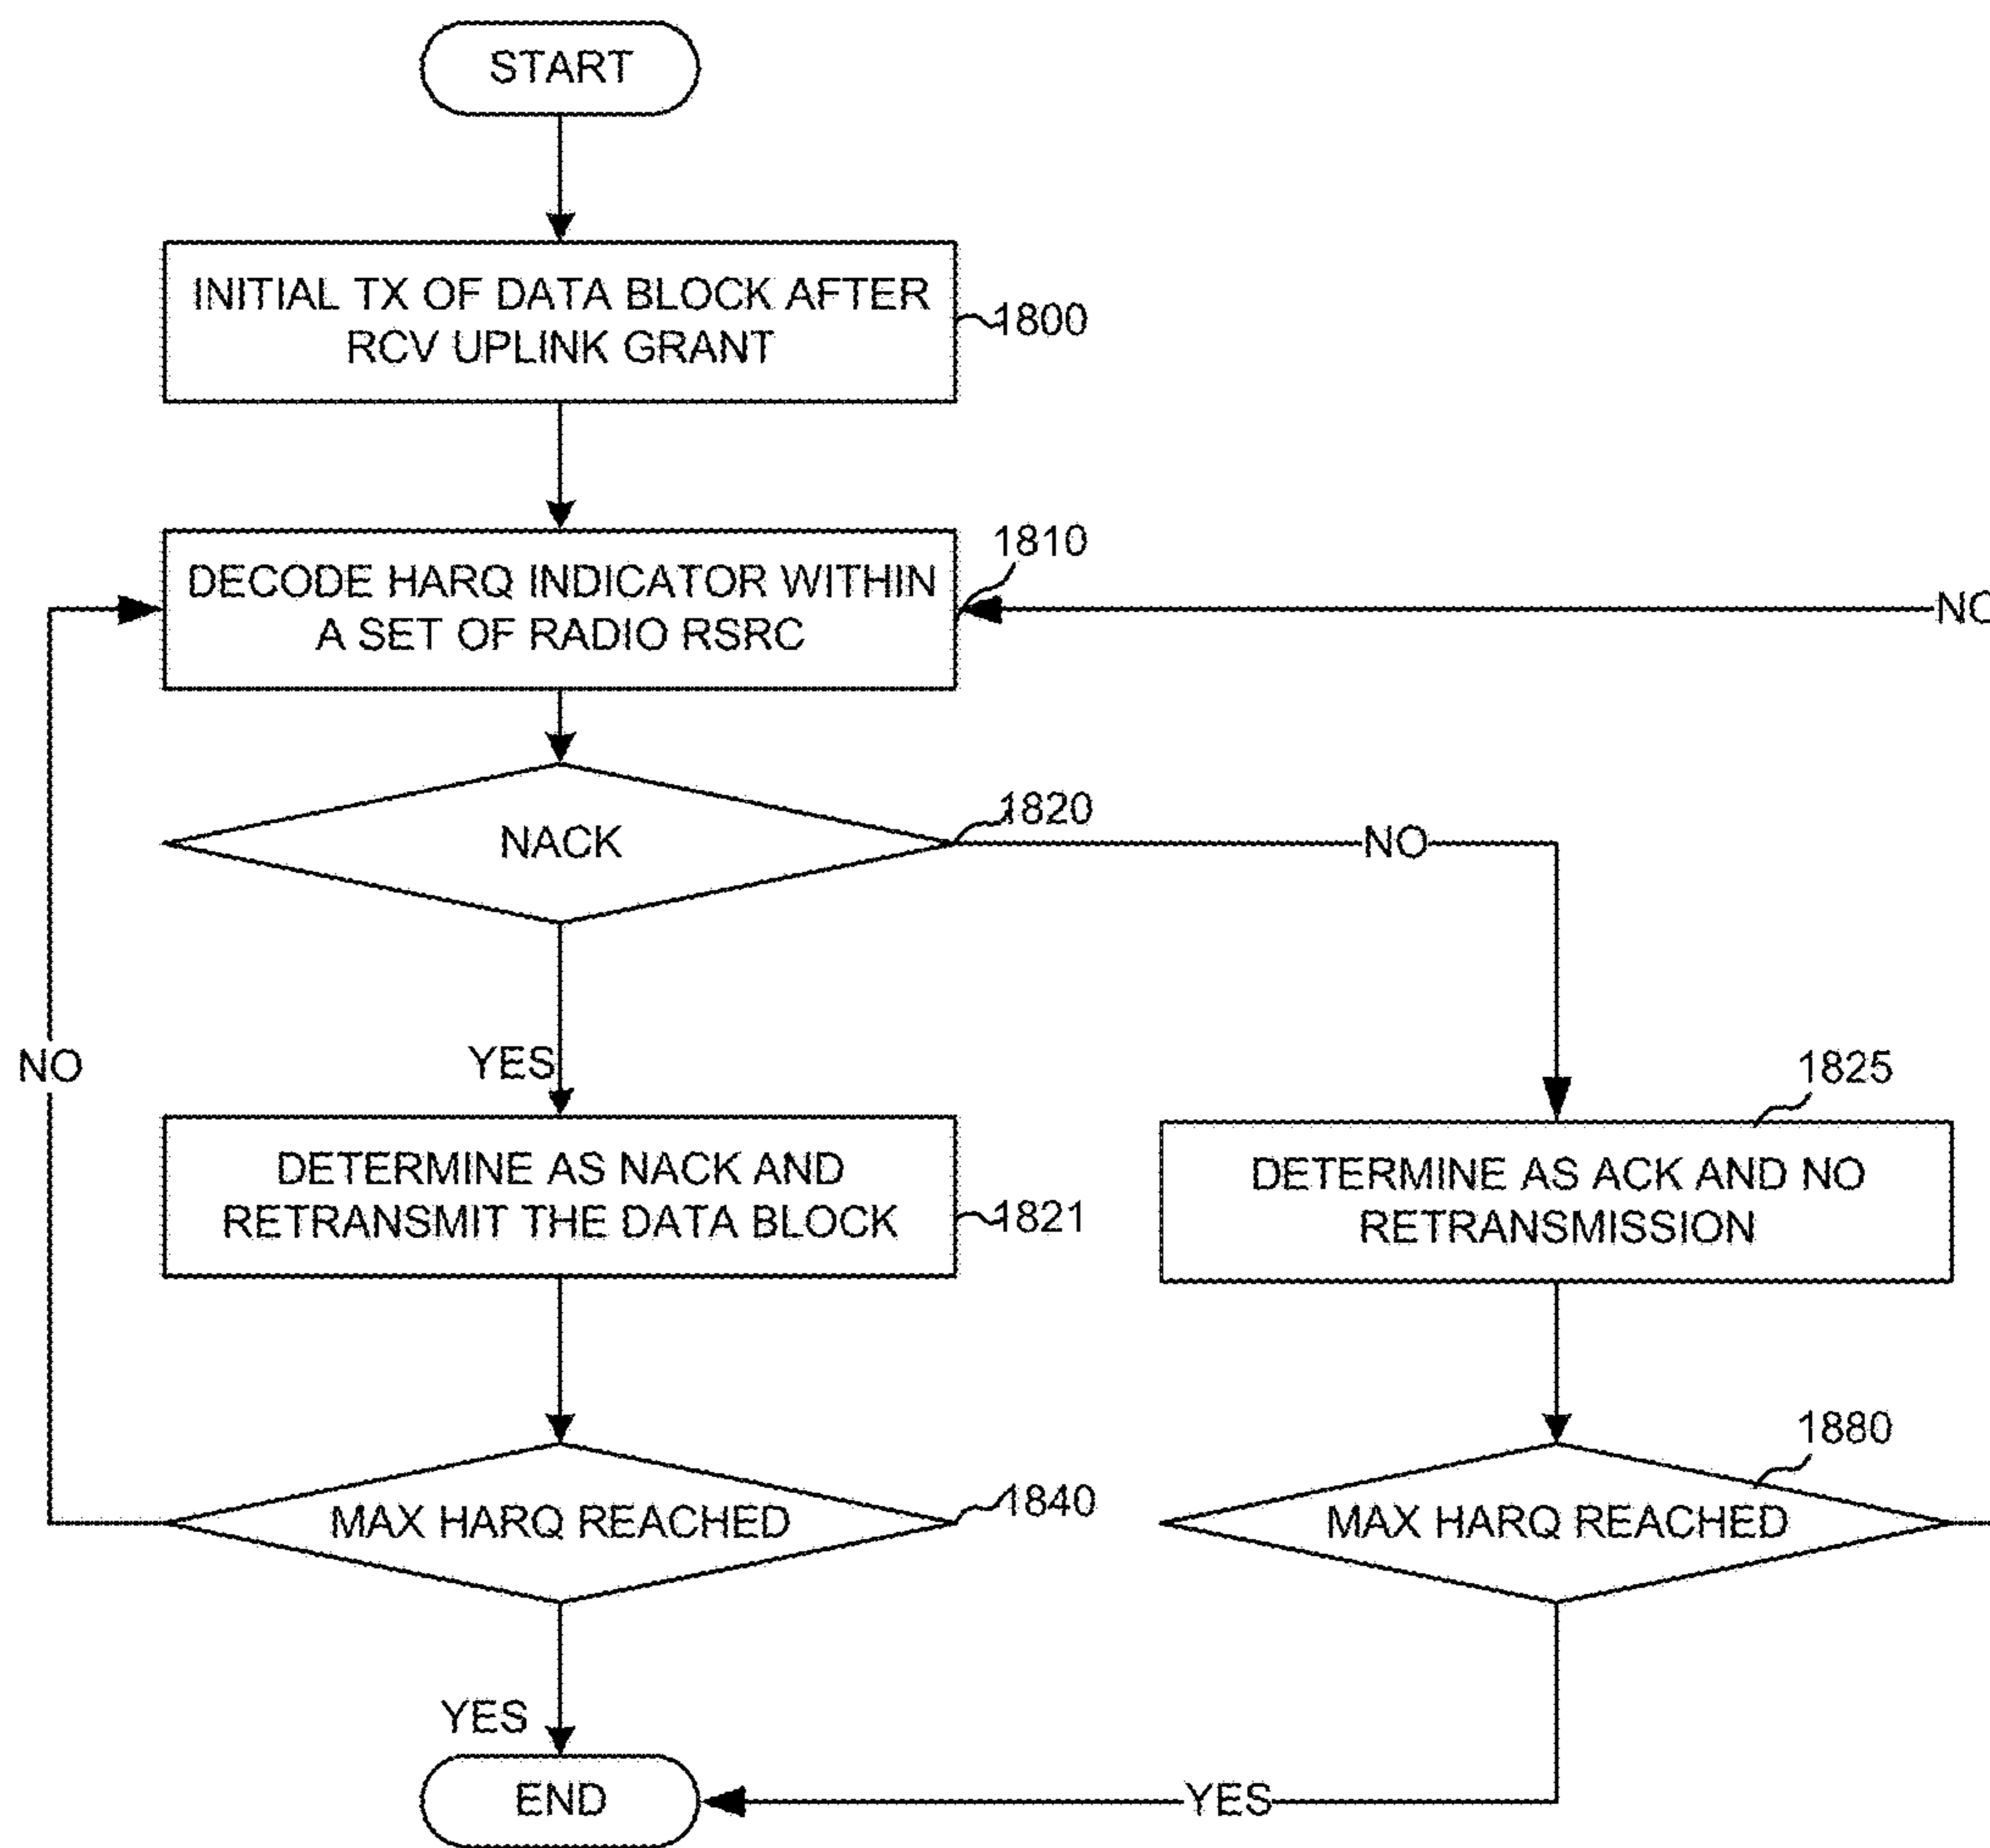 START
INITIAL TX OF DATA BLOCK AFTER
RCV UPLINK GRANT
1800
1810
DECODE HARQ INDICATOR WITHIN
A SET OF RADIO RSRC
NO
1820
NACK
NO
NO
YES
1825
DETERMINE AS NACK AND
RETRANSMIT THE DATA BLOCK
1821
DETERMINE AS ACK AND NO
RETRANSMISSION
1880
MAX HARQ REACHED
1840
MAX HARQ REACHED
YES
END
YES